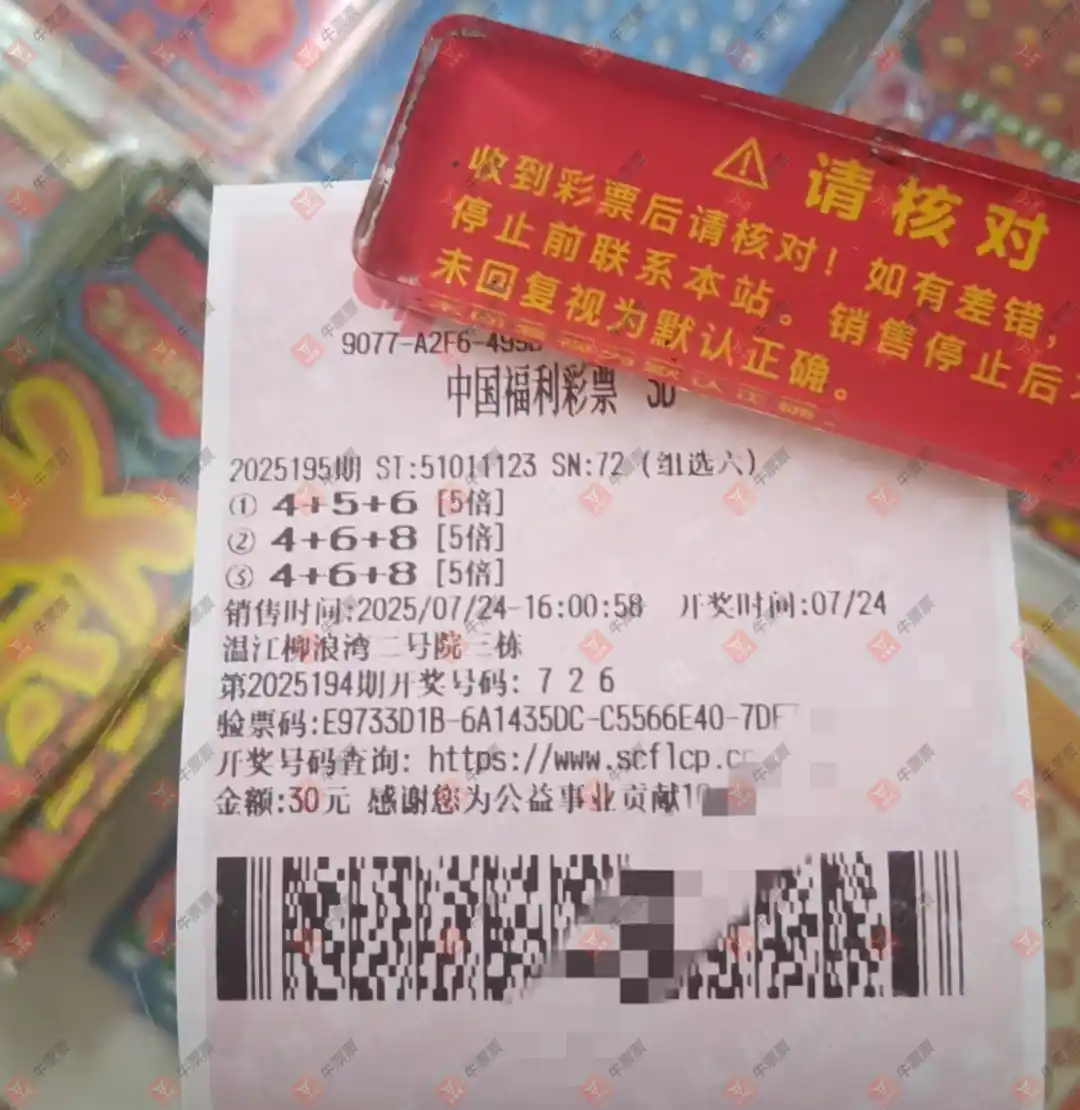 请核对
收到彩票后请核对！如有差错，
停止前联系本站。销售停止后
未回复视为默认正确。
9077-A2F6-499
中国福利彩票 3D
2025195期 ST:51011123 SN:72 (组选六)
① 4+5+6 [5倍]
② 4+6+8 [5倍]
③ 4+6+8 [5倍]
销售时间:2025/07/24-16:00:58 开奖时间:07/24
温江柳浪湾二号院三栋
第2025194期开奖号码: 7 2 6
验票码:E9733D1B-6A1435DC-C5566E40-7DF
开奖号码查询: https://www.scflcp.c
金额:30元 感谢您为公益事业贡献1
牛票票